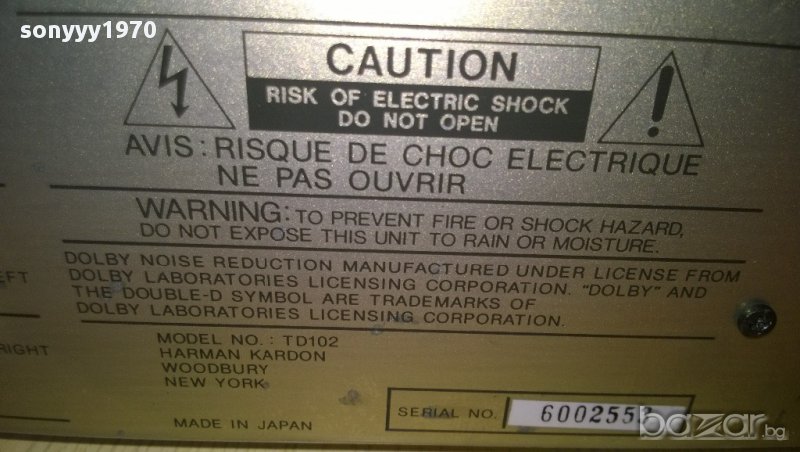 sonyyy1970
CAUTION
RISK OF ELECTRIC SHOCK
DO NOT OPEN
AVIS : RISQUE DE CHOC ELECTRIQUE
NE PAS OUVRIR
WARNING: TO PREVENT FIRE OR SHOCK HAZARD,
DO NOT EXPOSE THIS UNIT TO RAIN OR MOISTURE.
DOLBY NOISE REDUCTION MANUFACTURED UNDER LICENSE FROM
DOLBY LABORATORIES LICENSING CORPORATION. "DOLBY" AND
THE DOUBLE-D SYMBOL ARE TRADEMARKS OF
DOLBY LABORATORIES LICENSING CORPORATION.
EFT
RIGHT
MODEL NO. : TD102
HARMAN KARDON
WOODBURY
NEW YORK
MADE IN JAPAN
SERIAL NO.
bazar.bg